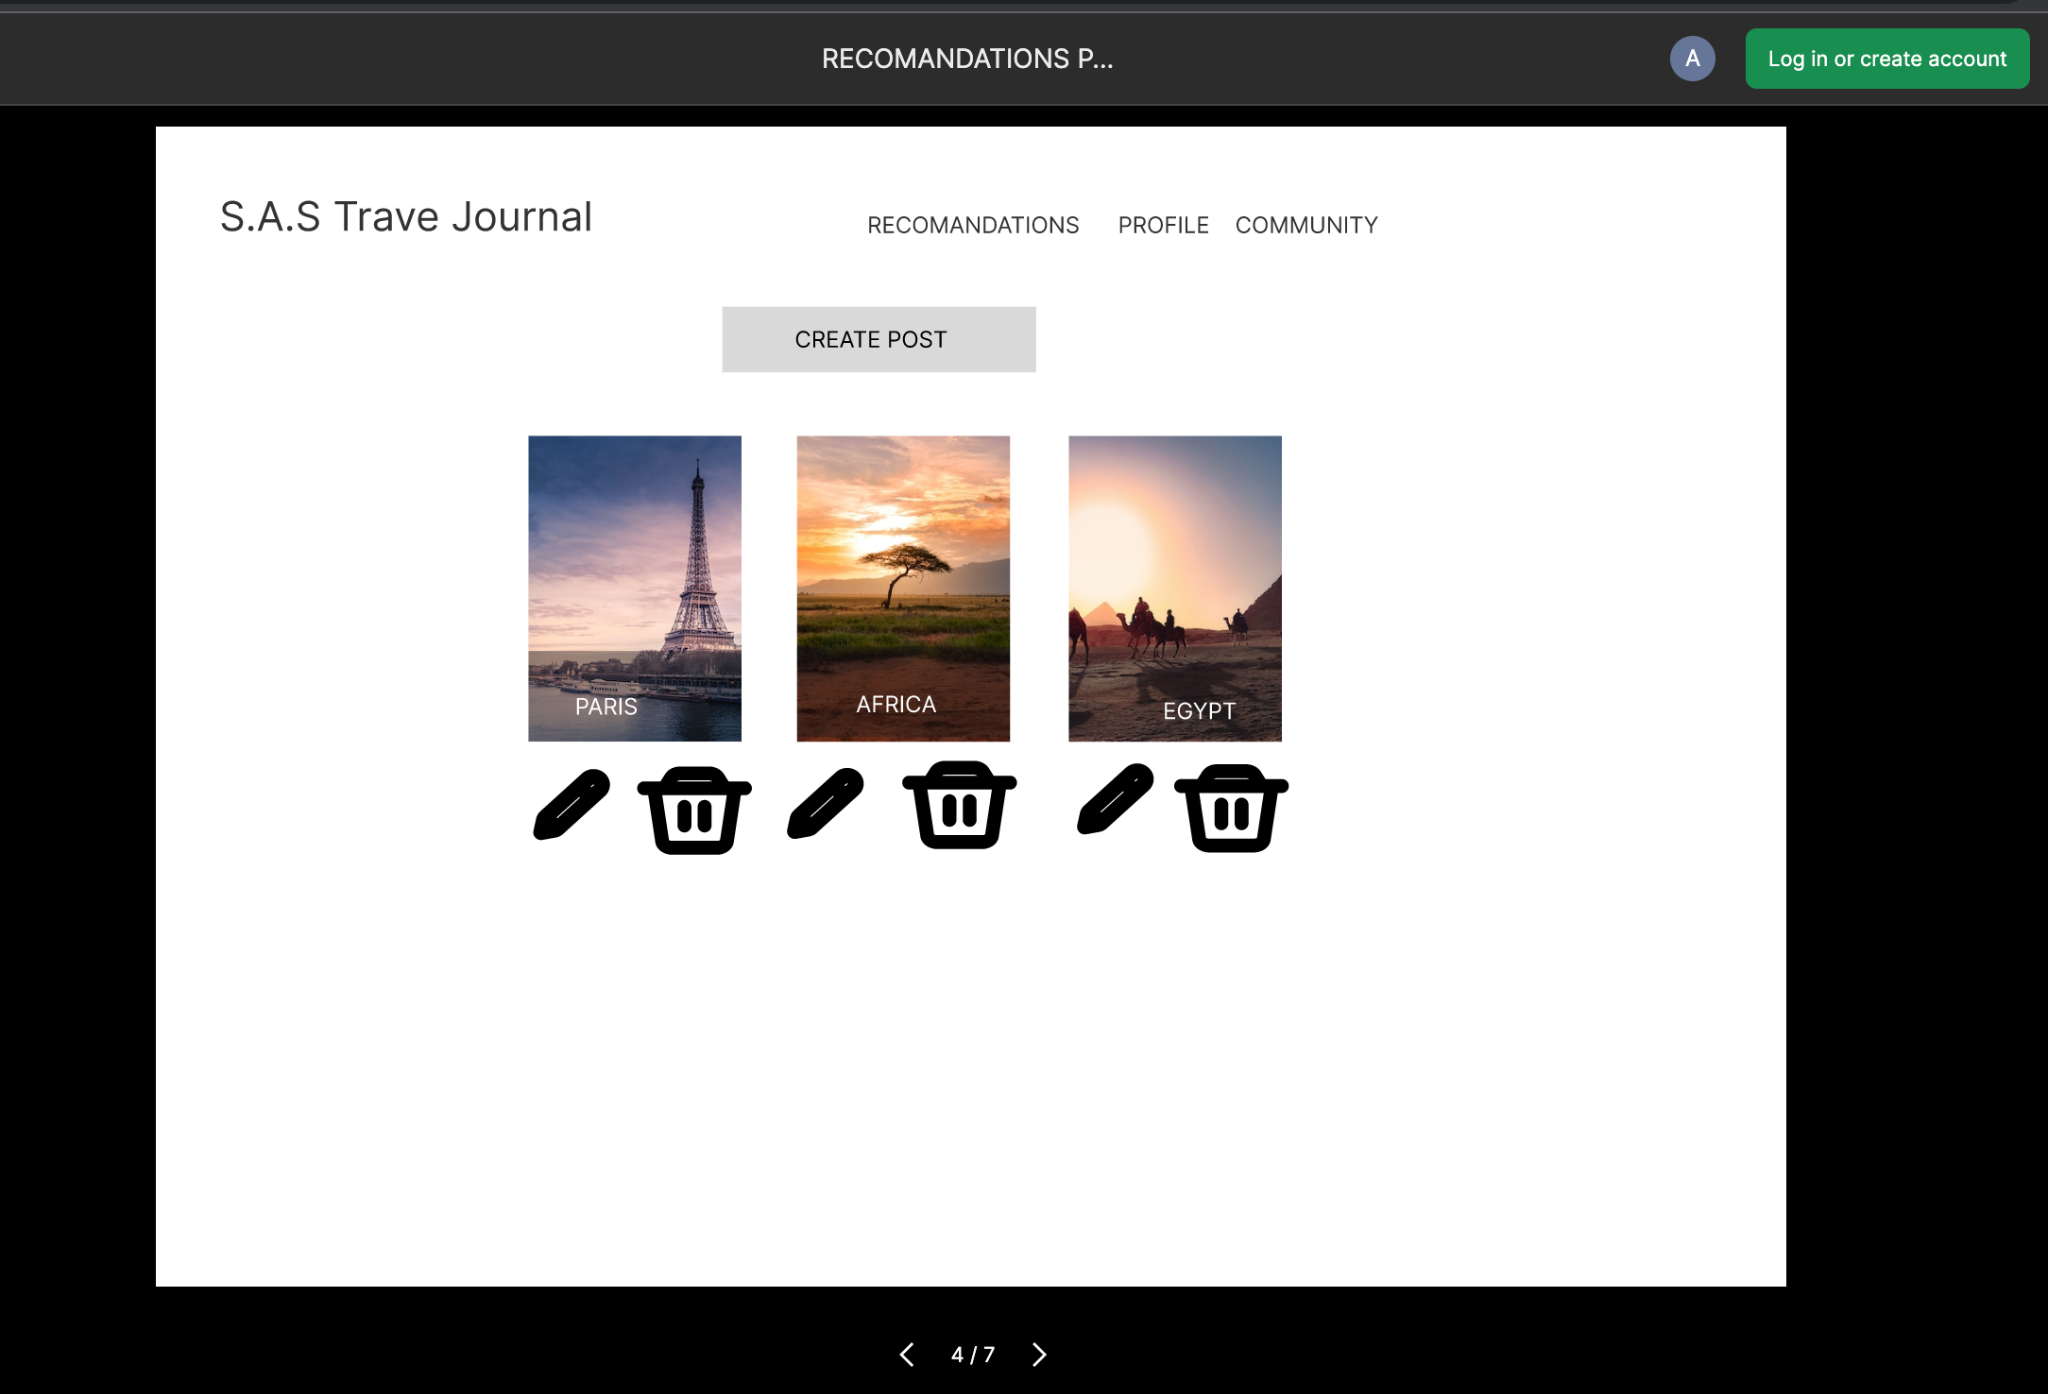 RECOMANDATIONS P...
A
Log in or create account
S.A.S Trave Journal
RECOMANDATIONS PROFILE COMMUNITY
CREATE POST
PARIS
AFRICA
EGYPT
4 / 7